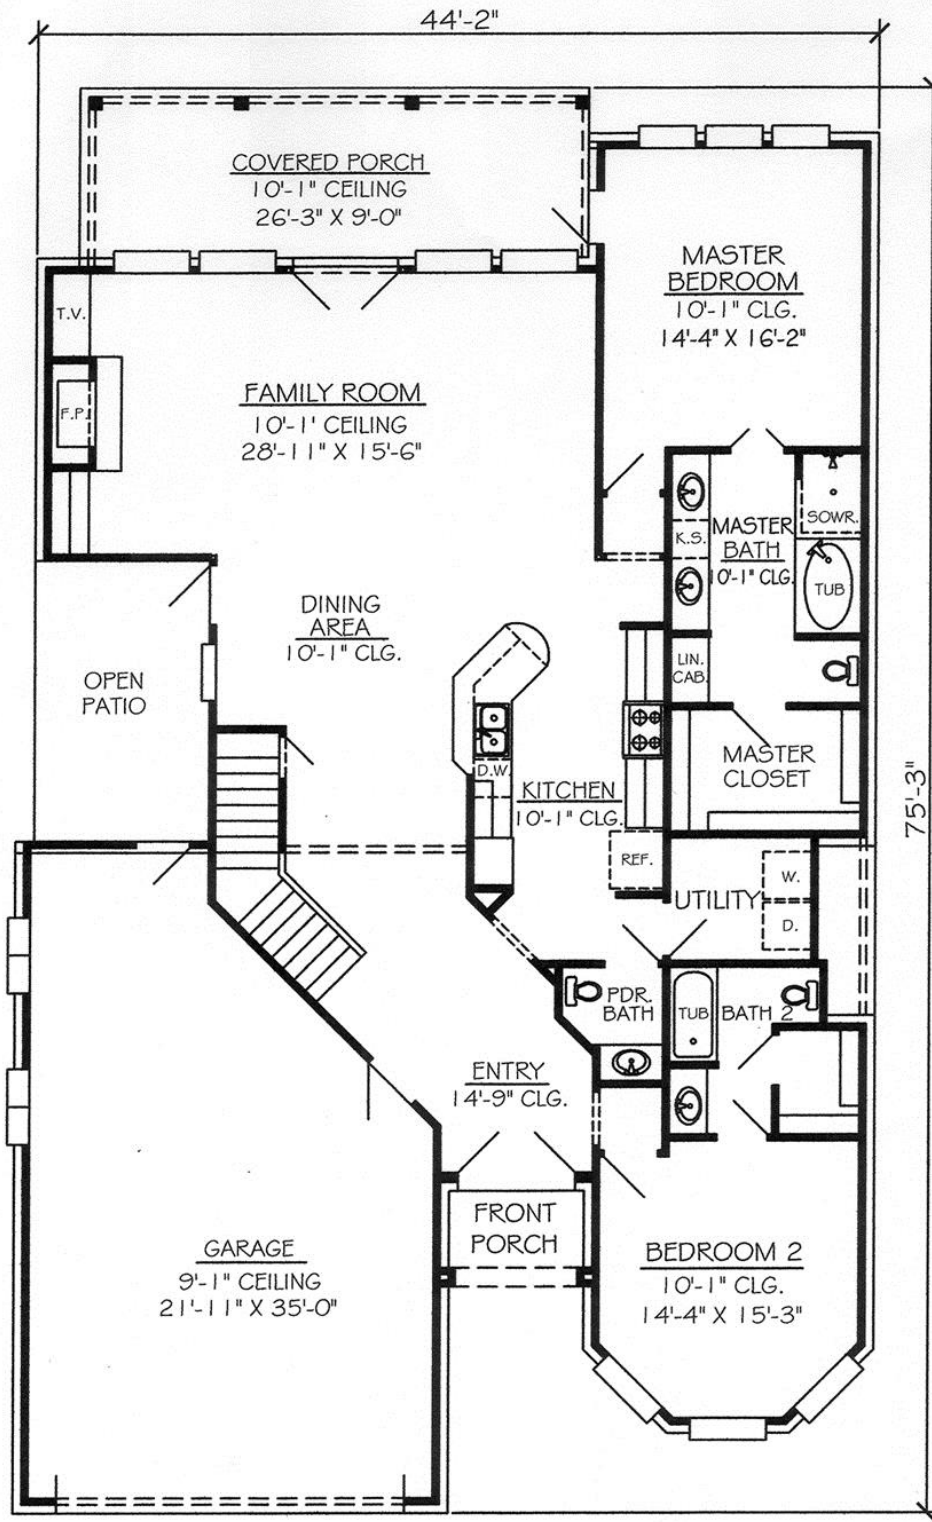 44'-2"
COVERED PORCH
10'-1" CEILING
26'-3" X 9'-0"
MASTER
BEDROOM
10'-1" CLG.
14'-4" X 16'-2"
T.V.
F.P.
FAMILY ROOM
10'-1' CEILING
28'-11" X 15'-6"
K.S.
MASTER
BATH
10'-1" CLG.
SOWR.
TUB
DINING
AREA
10'-1" CLG.
OPEN
PATIO
LIN.
CAB.
MASTER
CLOSET
D.W.
KITCHEN
10'-1" CLG.
75'-3"
REF.
UTILITY
W.
D.
PDR.
BATH
TUB
BATH 2
ENTRY
14'-9" CLG.
FRONT
PORCH
GARAGE
9'-1" CEILING
21'-11" X 35'-0"
BEDROOM 2
10'-1" CLG.
14'-4" X 15'-3"